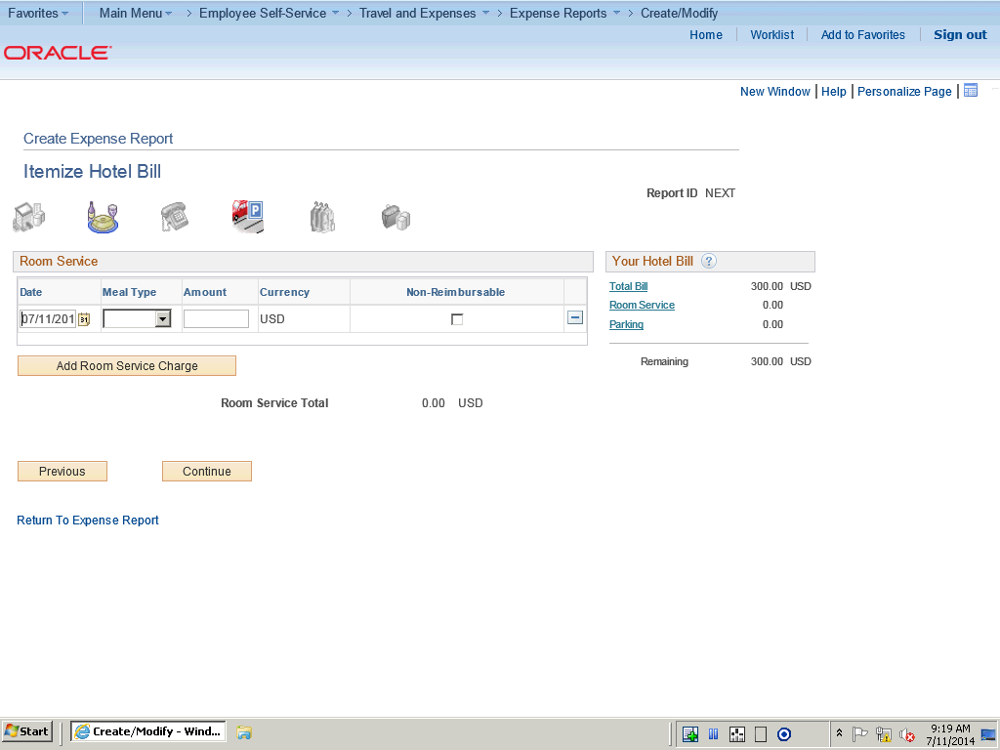 Favorites Main Menu > Employee Self-Service > Travel and Expenses > Expense Reports > Create/Modify
Home Worklist Add to Favorites Sign out
ORACLE
New Window | Help | Personalize Page |
Create Expense Report
Itemize Hotel Bill
Report ID NEXT
P
Room Service
Your Hotel Bill ?
Date Meal Type Amount Currency Non-Reimbursable
07/11/201 31 USD
Total Bill 300.00 USD
Room Service 0.00
Parking 0.00
Remaining 300.00 USD
Add Room Service Charge
Room Service Total 0.00 USD
Previous Continue
Return To Expense Report
Start Create/Modify - Wind... 9:19 AM
7/11/2014